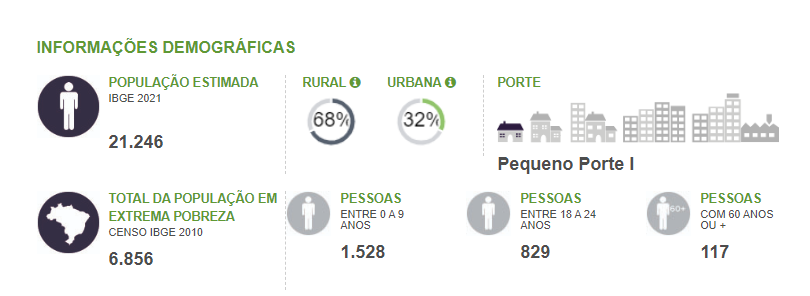 INFORMAÇÕES DEMOGRÁFICAS
POPULAÇÃO ESTIMADA
IBGE 2021
21.246
RURAL
68%
URBANA
32%
PORTE
Pequeno Porte I
TOTAL DA POPULAÇÃO EM
EXTREMA POBREZA
CENSO IBGE 2010
6.856
PESSOAS
ENTRE 0 A 9
ANOS
1.528
PESSOAS
ENTRE 18 A 24
ANOS
829
60+
PESSOAS
COM 60 ANOS
OU +
117